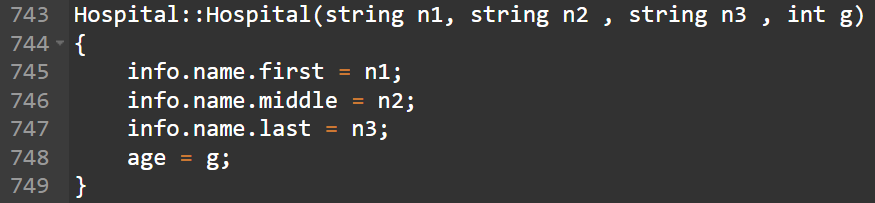 743 Hospital::Hospital(string n1, string n2 , string n3 , int g)
744 {
745 info.name.first = n1;
746 info.name.middle = n2;
747 info.name.last = n3;
748 age = g;
749 }